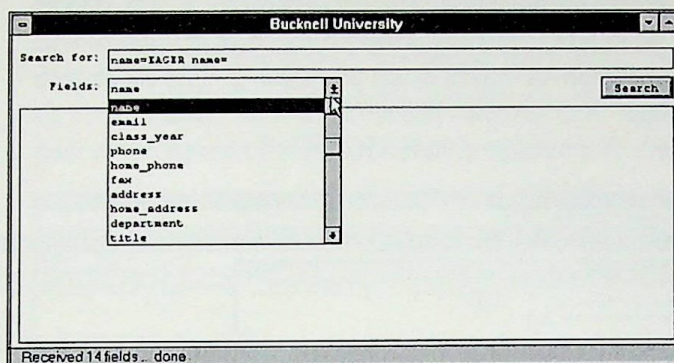 Bucknell University
Search for: name=EAGER name=
Fields: name
Search
name
email
class_year
phone
home_phone
fax
address
home_address
department
title
Received 14 fields... done.